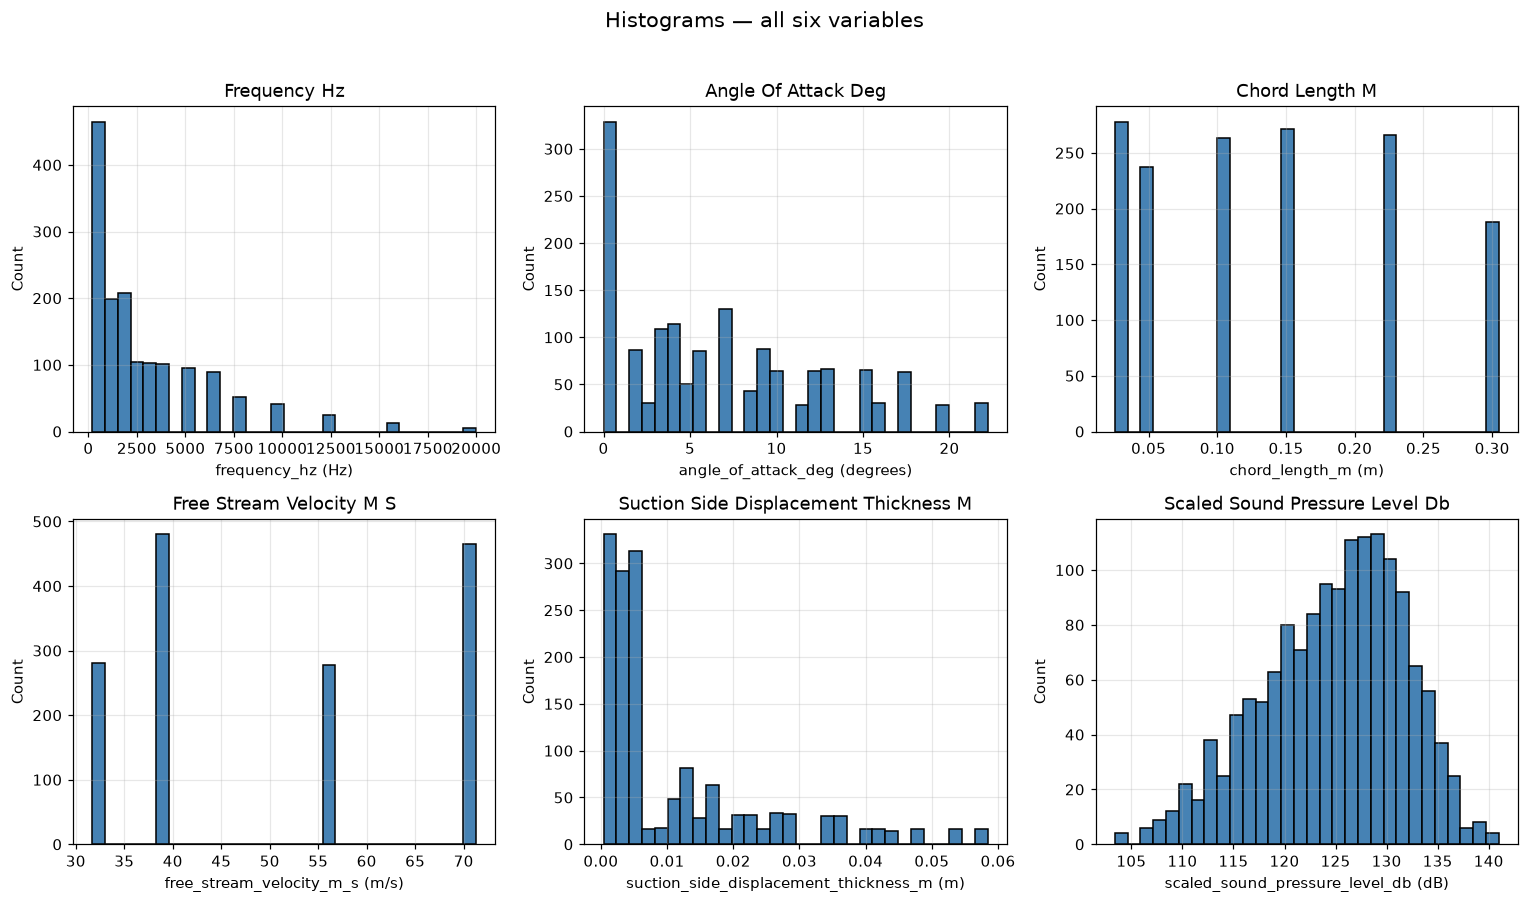 Histograms — all six variables
Frequency Hz
Count
400
300
200
100
0
0 2500 5000 7500 10000 12500 15000 17500 20000
frequency_hz (Hz)
Angle Of Attack Deg
Count
300
250
200
150
100
50
0
0 5 10 15 20
angle_of_attack_deg (degrees)
Chord Length M
Count
250
200
150
100
50
0
0.05 0.10 0.15 0.20 0.25 0.30
chord_length_m (m)
Free Stream Velocity M S
Count
500
400
300
200
100
0
30 35 40 45 50 55 60 65 70
free_stream_velocity_m_s (m/s)
Suction Side Displacement Thickness M
Count
300
250
200
150
100
50
0
0.00 0.01 0.02 0.03 0.04 0.05 0.06
suction_side_displacement_thickness_m (m)
Scaled Sound Pressure Level Db
Count
100
80
60
40
20
0
105 110 115 120 125 130 135 140
scaled_sound_pressure_level_db (dB)